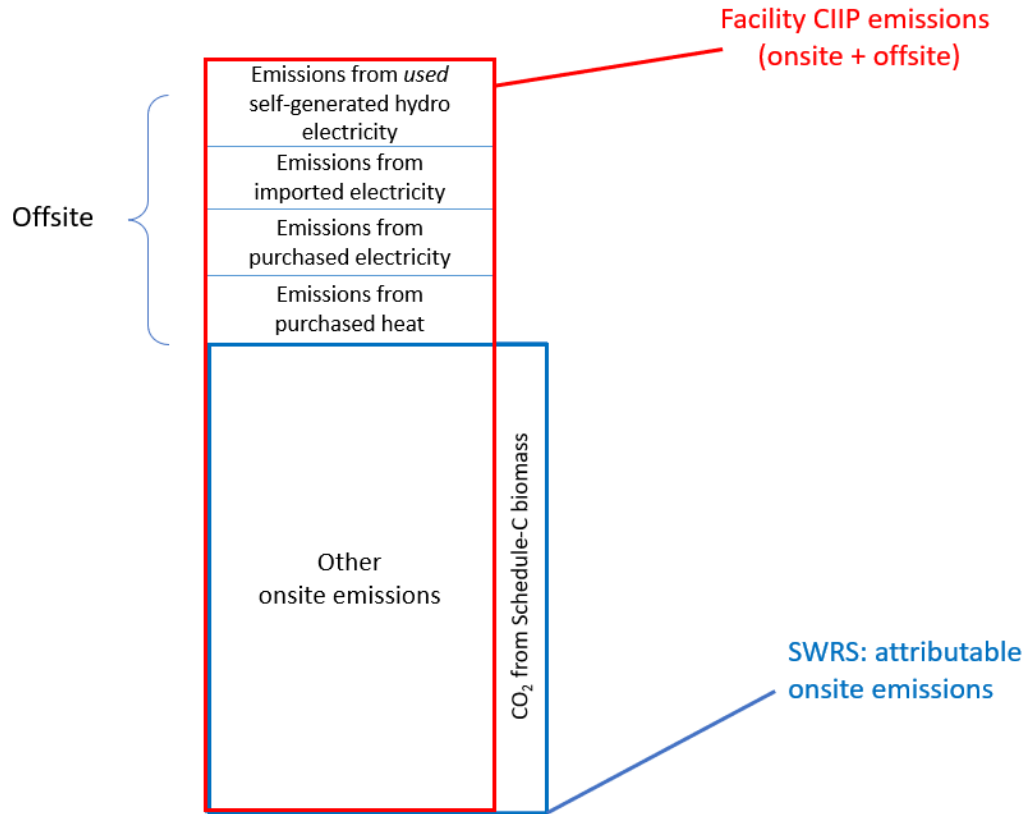 Facility CIIP emissions
(onsite + offsite)
Emissions from used
self-generated hydro
electricity
Emissions from
imported electricity
Offsite
Emissions from
purchased electricity
Emissions from
purchased heat
Other
onsite emissions
CO₂ from Schedule-C biomass
SWRS: attributable
onsite emissions